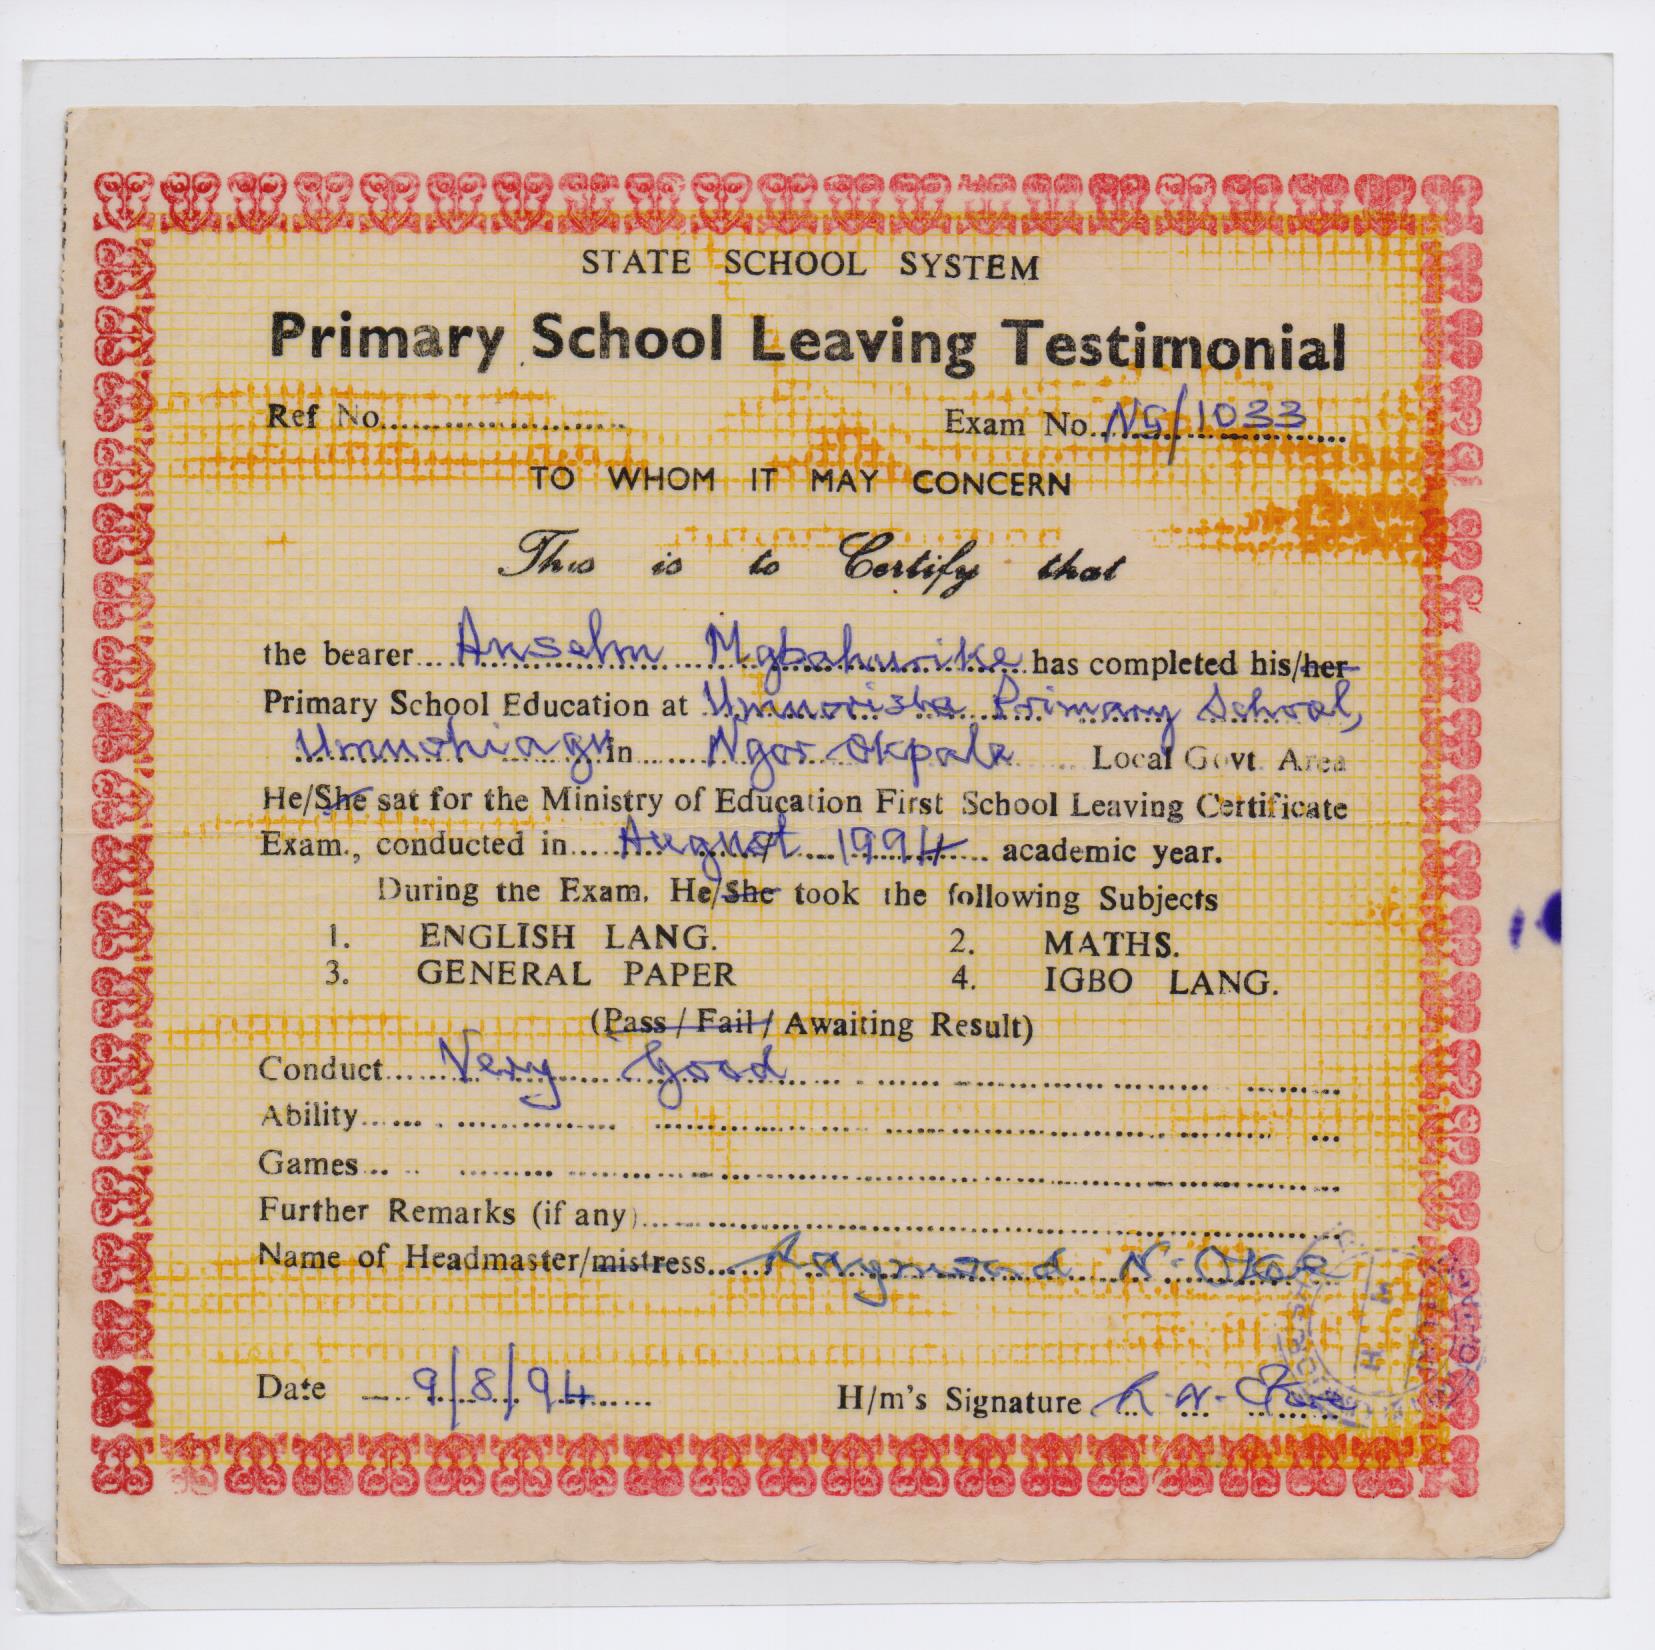 STATE SCHOOL SYSTEM
Primary School Leaving Testimonial
Ref No..................... Exam No. NG/1033
TO WHOM IT MAY CONCERN
This is to Certify that
the bearer Anselm Mgbahurike has completed his/her
Primary School Education at Umuorisha Primary School,
Umuohiagu in Ngor-Okpala Local Govt. Area
He/She sat for the Ministry of Education First School Leaving Certificate
Exam., conducted in August 1994 academic year.
During the Exam. He/She took the following Subjects
1. ENGLISH LANG. 2. MATHS.
3. GENERAL PAPER 4. IGBO LANG.
(Pass / Fail / Awaiting Result)
Conduct Very Good
Ability
Games
Further Remarks (if any)
Name of Headmaster/mistress Raymond N. Okoe
Date 9/8/94 H/m's Signature R. N. Okoe
H M